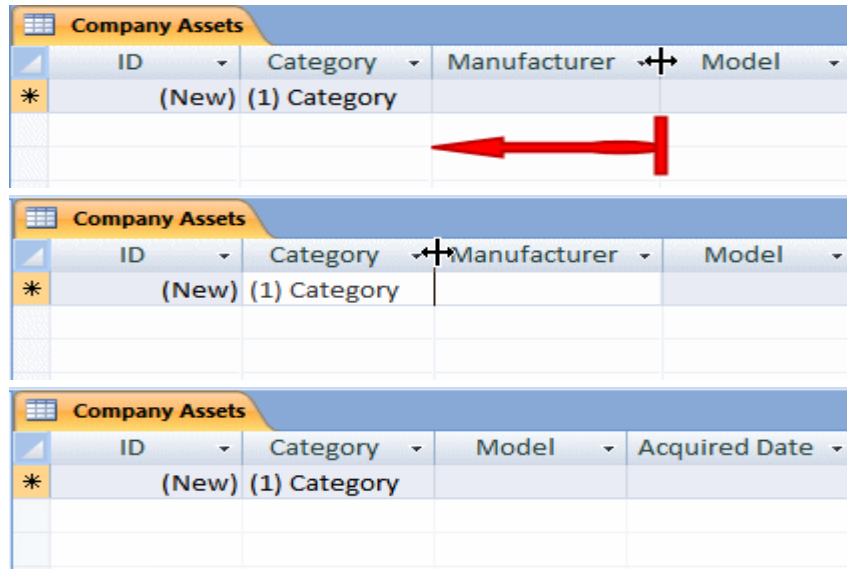 Company Assets
ID Category Manufacturer Model
(New) (1) Category
Company Assets
ID Category Manufacturer Model
(New) (1) Category
Company Assets
ID Category Model Acquired Date
(New) (1) Category